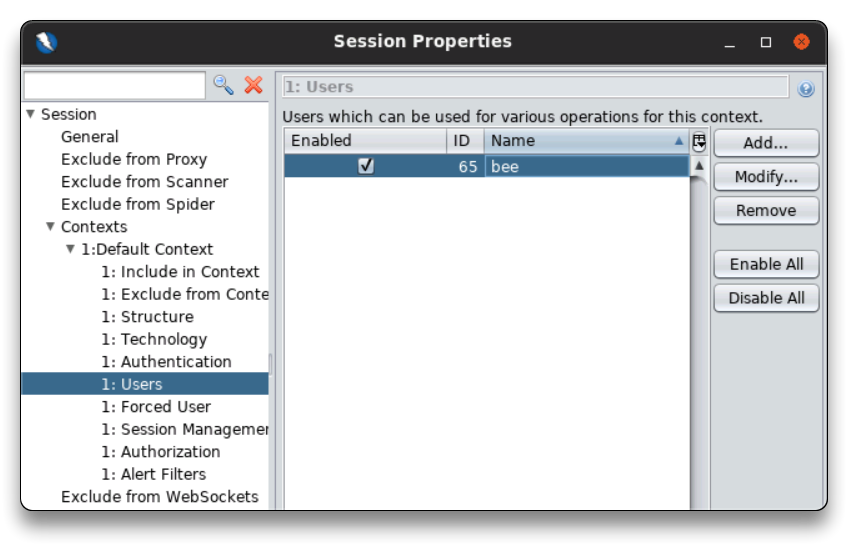 Session Properties
1: Users
Session
General
Exclude from Proxy
Exclude from Scanner
Exclude from Spider
Contexts
1:Default Context
1: Include in Context
1: Exclude from Conte
1: Structure
1: Technology
1: Authentication
1: Users
1: Forced User
1: Session Managemer
1: Authorization
1: Alert Filters
Exclude from WebSockets
Users which can be used for various operations for this context.
Enabled ID Name
65 bee
Add...
Modify...
Remove
Enable All
Disable All